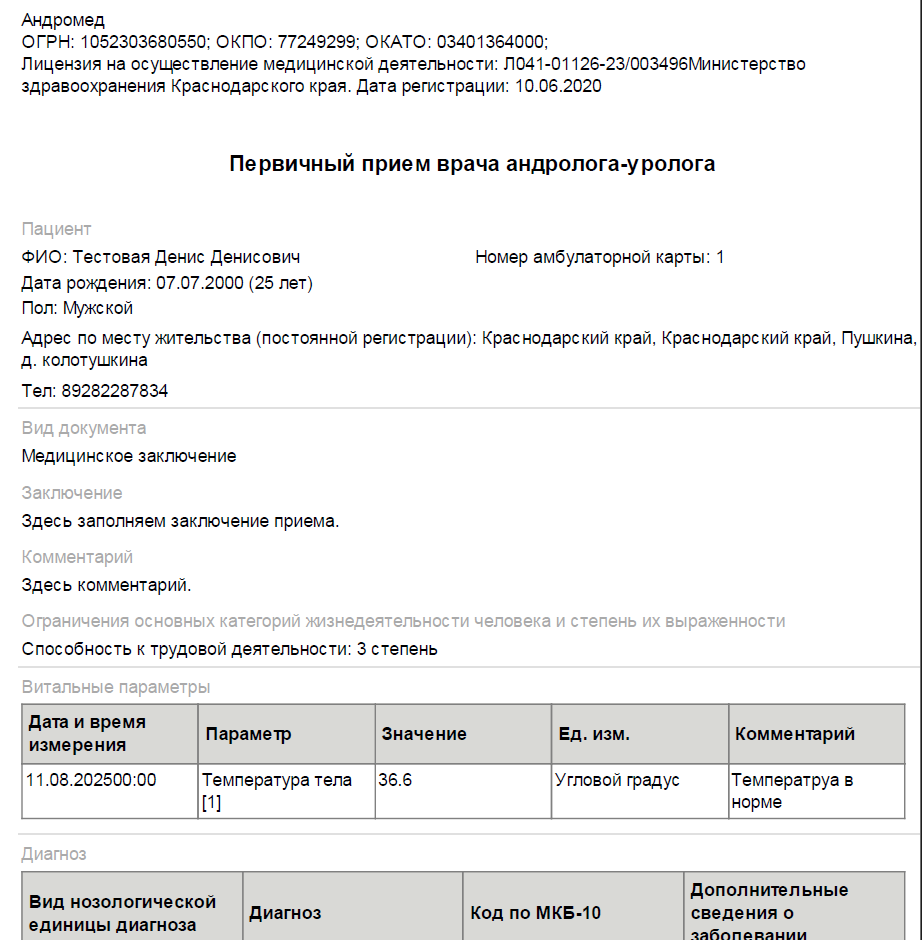 Андромед
ОГРН: 1052303680550; ОКПО: 77249299; ОКАТО: 03401364000;
Лицензия на осуществление медицинской деятельности: Л041-01126-23/003496Министерство
здравоохранения Краснодарского края. Дата регистрации: 10.06.2020
Первичный прием врача андролога-уролога
Пациент
ФИО: Тестовая Денис Денисович Номер амбулаторной карты: 1
Дата рождения: 07.07.2000 (25 лет)
Пол: Мужской
Адрес по месту жительства (постоянной регистрации): Краснодарский край, Краснодарский край, Пушкина,
д. колотушкина
Тел: 89282287834
Вид документа
Медицинское заключение
Заключение
Здесь заполняем заключение приема.
Комментарий
Здесь комментарий.
Ограничения основных категорий жизнедеятельности человека и степень их выраженности
Способность к трудовой деятельности: 3 степень
Витальные параметры
Дата и время
измерения
Параметр
Значение
Ед. изм.
Комментарий
11.08.202500:00
Температура тела
[1]
36.6
Угловой градус
Температруа в
норме
Диагноз
Вид нозологической
единицы диагноза
Диагноз
Код по МКБ-10
Дополнительные
сведения о
заболевании